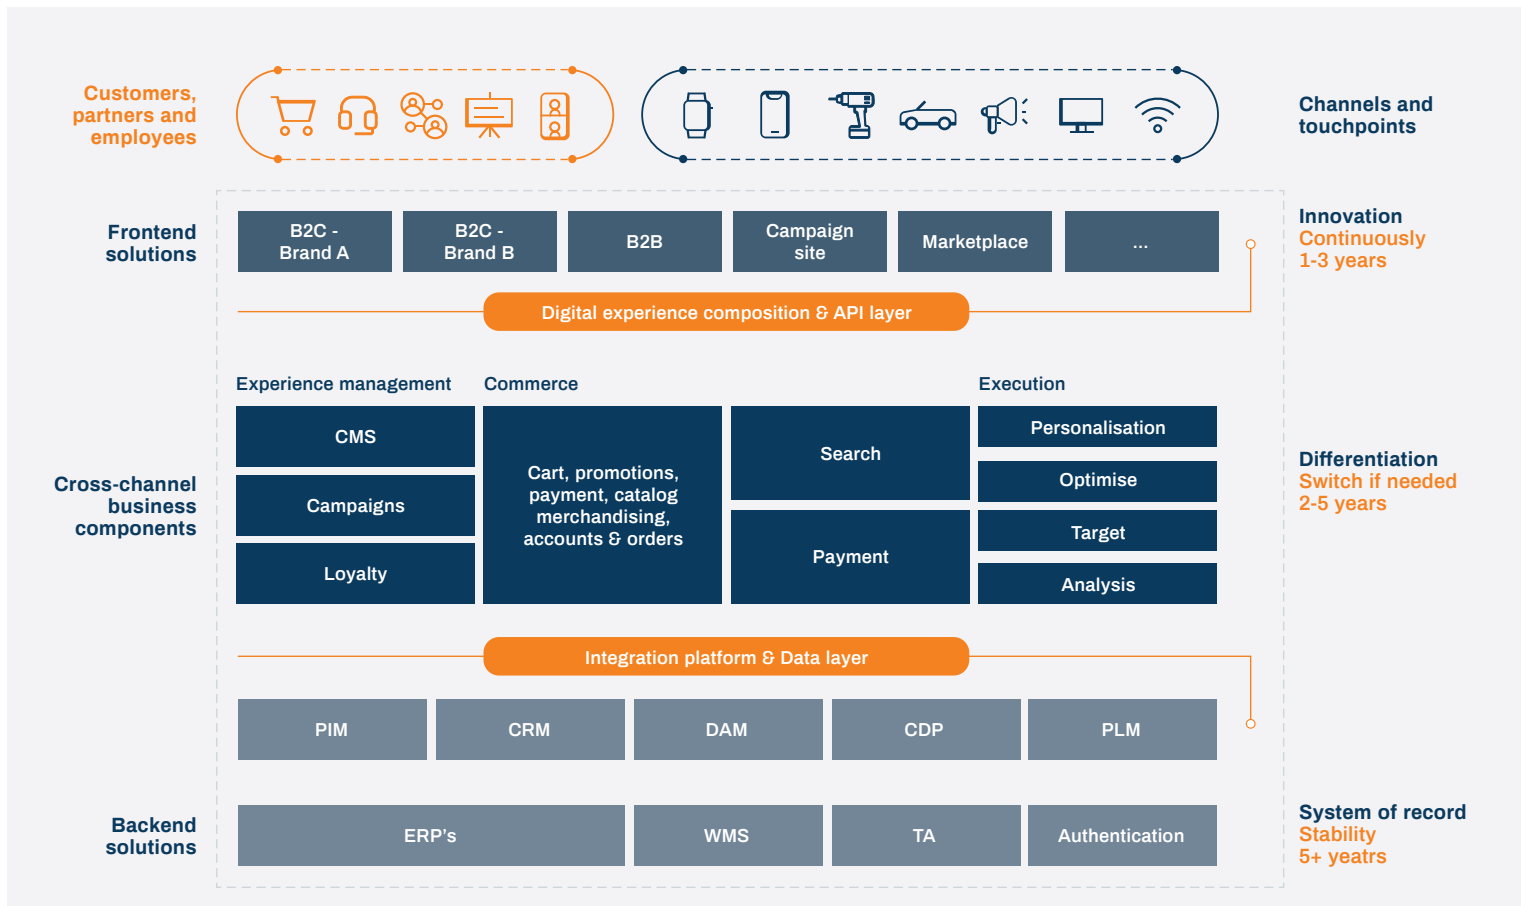 Customers,
partners and
employees
Channels and
touchpoints
Frontend
solutions
B2C -
Brand A
B2C -
Brand B
B2B
Campaign
site
Marketplace
...
Innovation
Continuously
1-3 years
Digital experience composition & API layer
Experience management
Commerce
Execution
Cross-channel
business
components
CMS
Campaigns
Loyalty
Cart, promotions,
payment, catalog
merchandising,
accounts & orders
Search
Payment
Personalisation
Optimise
Target
Analysis
Differentiation
Switch if needed
2-5 years
Integration platform & Data layer
PIM
CRM
DAM
CDP
PLM
Backend
solutions
ERP's
WMS
TA
Authentication
System of record
Stability
5+ yeatrs